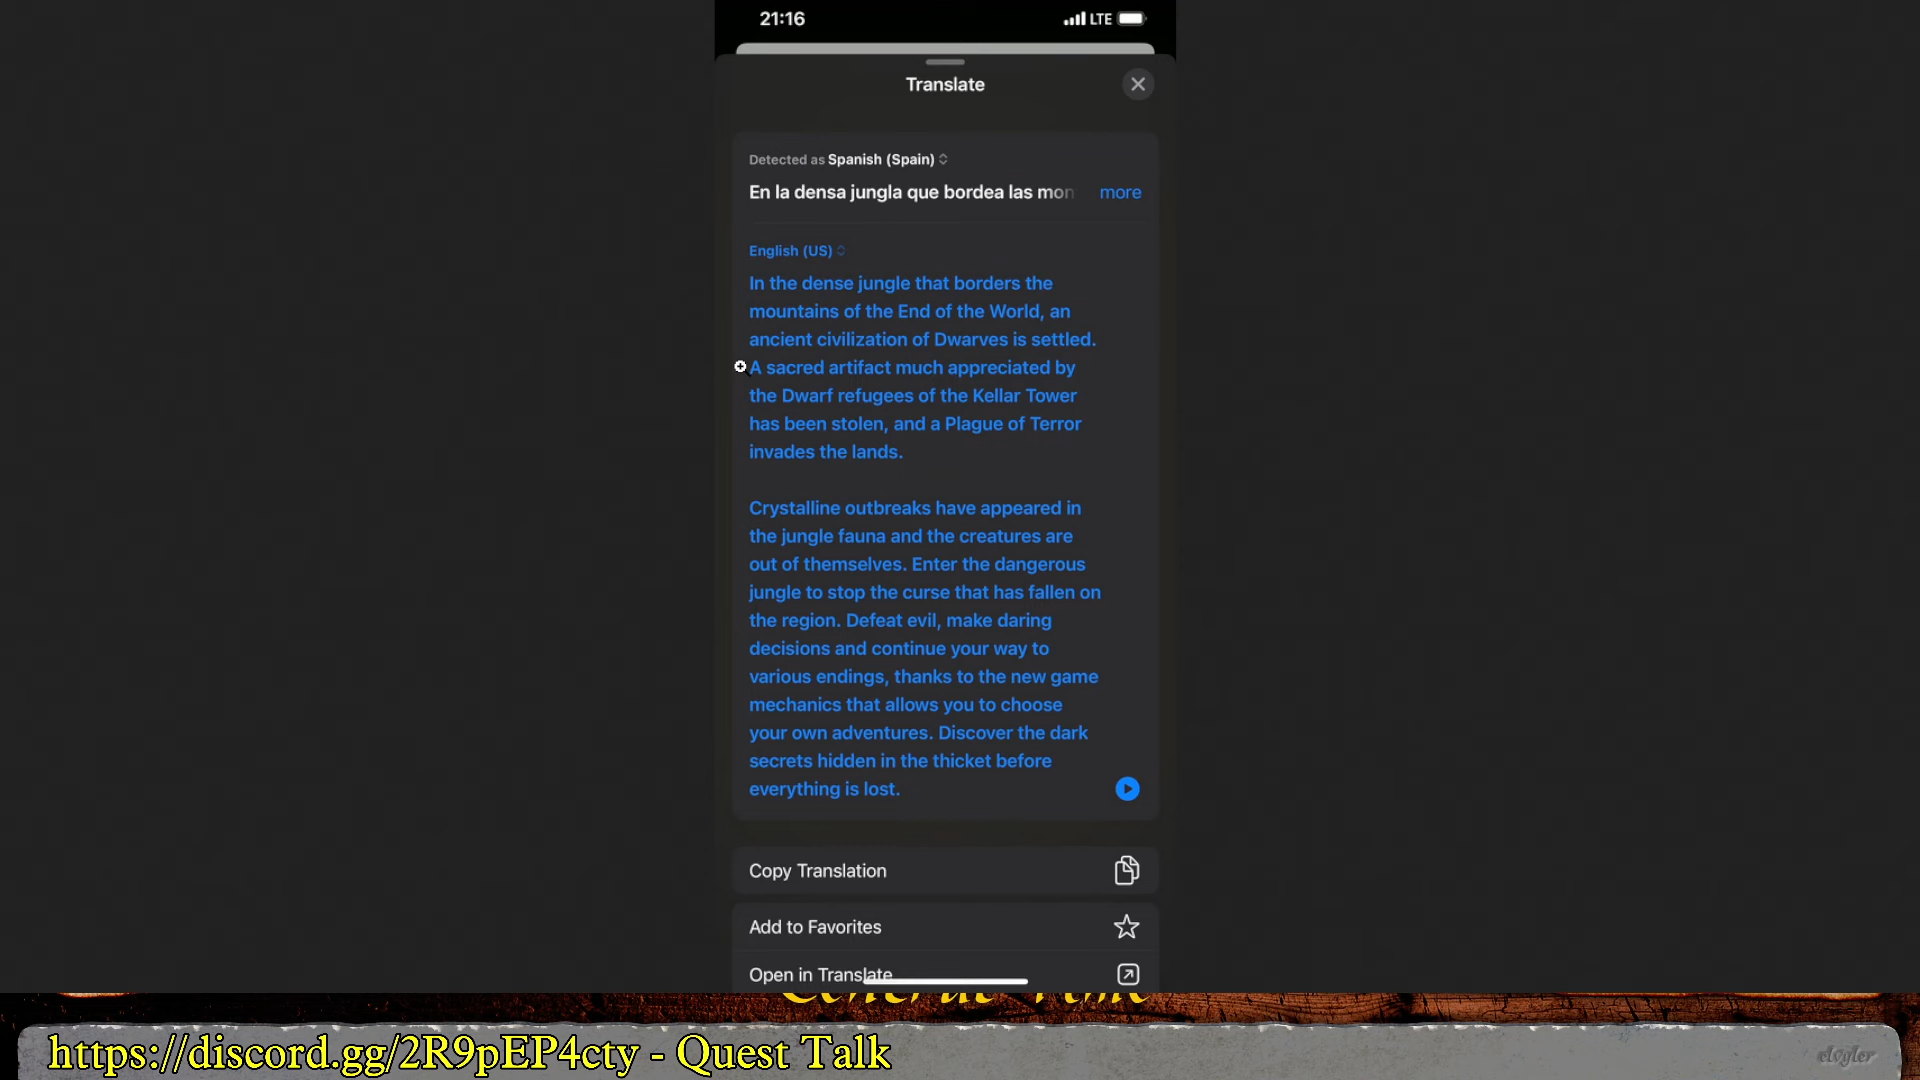 21:16
LTE
Translate
Detected as Spanish (Spain)
En la densa jungla que bordea las mon
more
English (US)
In the dense jungle that borders the
mountains of the End of the World, an
ancient civilization of Dwarves is settled.
A sacred artifact much appreciated by
the Dwarf refugees of the Kellar Tower
has been stolen, and a Plague of Terror
invades the lands.
Crystalline outbreaks have appeared in
the jungle fauna and the creatures are
out of themselves. Enter the dangerous
jungle to stop the curse that has fallen on
the region. Defeat evil, make daring
decisions and continue your way to
various endings, thanks to the new game
mechanics that allows you to choose
your own adventures. Discover the dark
secrets hidden in the thicket before
everything is lost.
Copy Translation
Add to Favorites
Open in Translate
https://discord.gg/2R9pEP4cty - Quest Talk